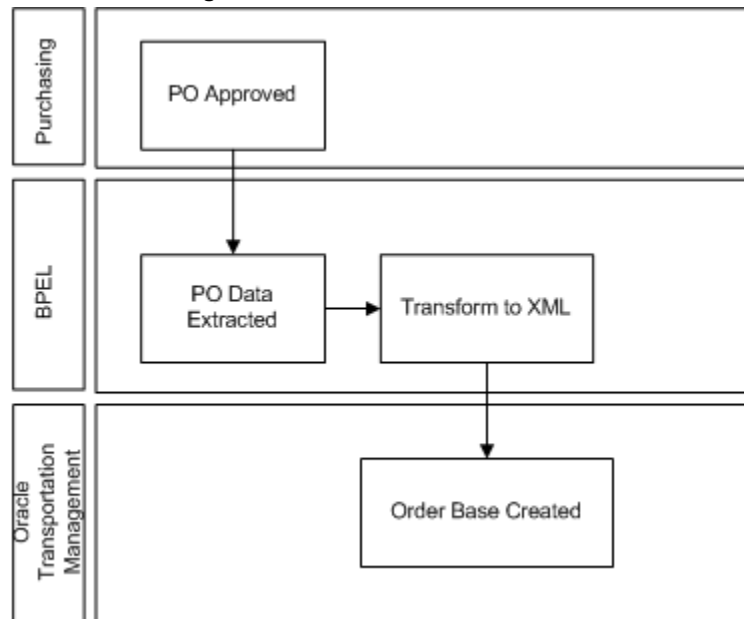 Purchasing
PO Approved
BPEL
PO Data
Extracted
Transform to XML
Oracle
Transportation
Management
Order Base Created